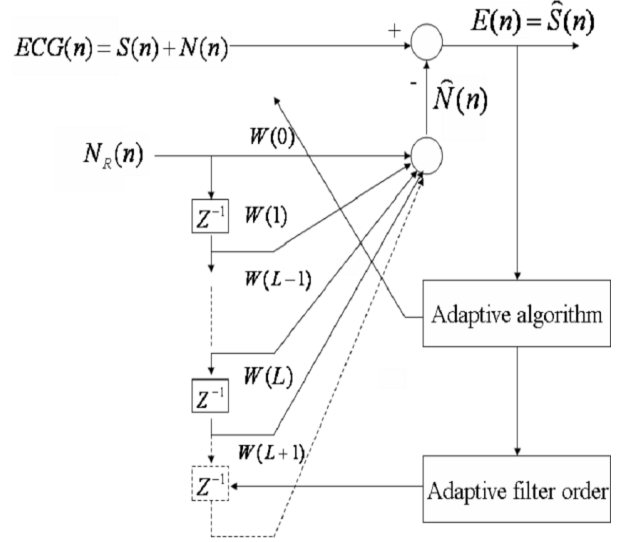 E(n) = Ŝ(n)
ECG(n) = S(n) + N(n)
+
-
N̂(n)
W(0)
N_R(n)
Z⁻¹
W(1)
W(L−1)
Adaptive algorithm
W(L)
Z⁻¹
W(L+1)
Z⁻¹
Adaptive filter order